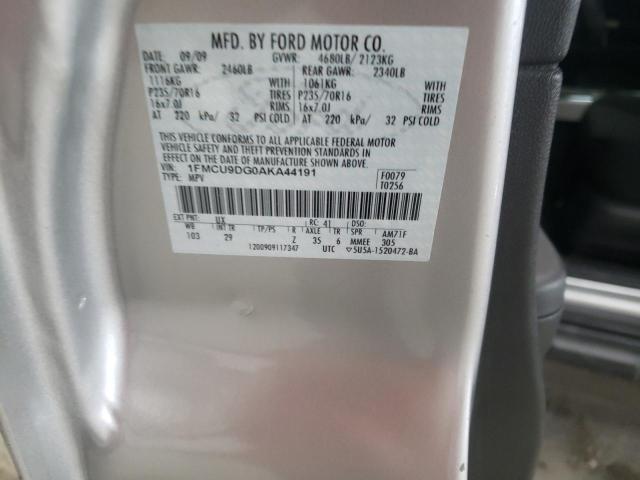 MFD. BY FORD MOTOR CO.
DATE: 09/09 GVWR: 4680LB/ 2123KG
FRONT GAWR: 2460LB REAR GAWR: 2340LB
1116KG WITH 1061KG WITH
P235/70R16 TIRES P235/70R16 TIRES
16x7.0J RIMS 16x7.0J RIMS
AT 220 kPa/ 32 PSI COLD AT 220 kPa/ 32 PSI COLD
THIS VEHICLE CONFORMS TO ALL APPLICABLE FEDERAL MOTOR
VEHICLE SAFETY AND THEFT PREVENTION STANDARDS IN
EFFECT ON THE DATE OF MANUFACTURE SHOWN ABOVE.
VIN: 1FMCU9DG0AKA44191 F0079
TYPE: MPV T0256
EXT PNT: UX RC: 41 DSO:
WB INT TR TP/PS R AXLE TR SPR AM71F
103 29 Z 35 6 MMEE 305
1200909117347 UTC ▽5U5A-1520472-BA